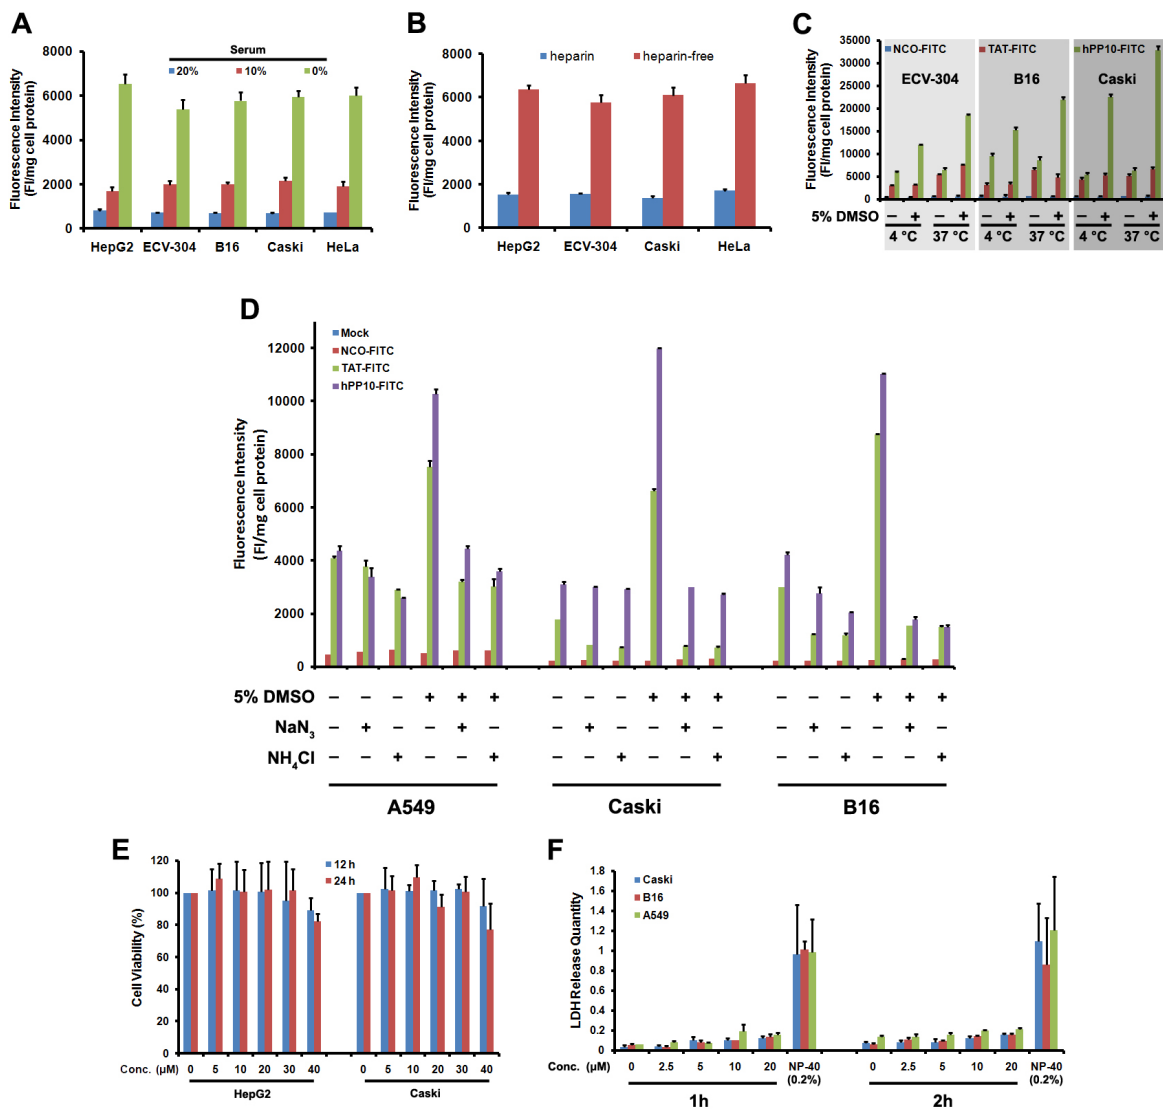 A
Serum
20% 10% 0%
Fluorescence Intensity
(FI/mg cell protein)
8000
6000
4000
2000
0
HepG2 ECV-304 B16 Caski HeLa
B
heparin heparin-free
Fluorescence Intensity
(FI/mg cell protein)
8000
6000
4000
2000
0
HepG2 ECV-304 Caski HeLa
C
NCO-FITC TAT-FITC hPP10-FITC
ECV-304 B16 Caski
Fluorescence Intensity
(FI/mg cell protein)
35000
30000
25000
20000
15000
10000
5000
0
5% DMSO − + − + − + − + − + − +
4 °C 37 °C 4 °C 37 °C 4 °C 37 °C
D
Mock
NCO-FITC
TAT-FITC
hPP10-FITC
Fluorescence Intensity
(FI/mg cell protein)
12000
10000
8000
6000
4000
2000
0
5% DMSO − − − + + + − − − + + + − − − + + +
NaN3 − + − − + − − + − − + − − + − − + −
NH4Cl − − + − − + − − + − − + − − + − − +
A549 Caski B16
E
12 h
24 h
Cell Viability (%)
120
100
80
60
40
20
0
Conc. (μM) 0 5 10 20 30 40 0 5 10 20 30 40
HepG2 Caski
F
Caski
B16
A549
LDH Release Quantity
1.8
1.6
1.4
1.2
1
0.8
0.6
0.4
0.2
0
Conc. (μM) 0 2.5 5 10 20 NP-40 0 2.5 5 10 20 NP-40
(0.2%) (0.2%)
1h 2h